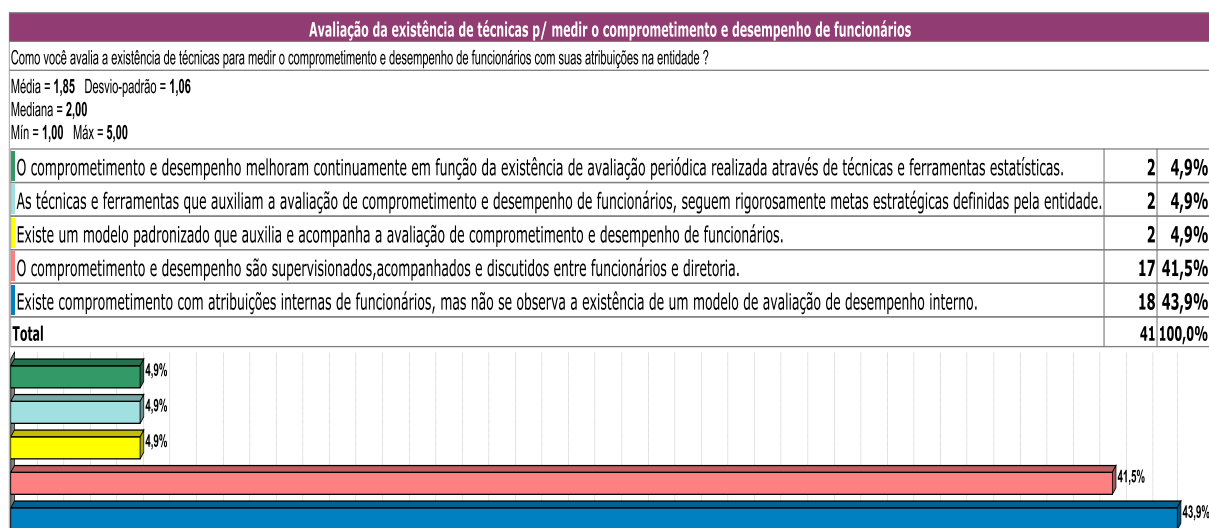 Avaliação da existência de técnicas p/ medir o comprometimento e desempenho de funcionários
Como você avalia a existência de técnicas para medir o comprometimento e desempenho de funcionários com suas atribuições na entidade ?
Média = 1,85 Desvio-padrão = 1,06
Mediana = 2,00
Mín = 1,00 Máx = 5,00
O comprometimento e desempenho melhoram continuamente em função da existência de avaliação periódica realizada através de técnicas e ferramentas estatísticas. 2 4,9%
As técnicas e ferramentas que auxiliam a avaliação de comprometimento e desempenho de funcionários, seguem rigorosamente metas estratégicas definidas pela entidade. 2 4,9%
Existe um modelo padronizado que auxilia e acompanha a avaliação de comprometimento e desempenho de funcionários. 2 4,9%
O comprometimento e desempenho são supervisionados,acompanhados e discutidos entre funcionários e diretoria. 17 41,5%
Existe comprometimento com atribuições internas de funcionários, mas não se observa a existência de um modelo de avaliação de desempenho interno. 18 43,9%
Total 41 100,0%
4,9%
4,9%
4,9%
41,5%
43,9%